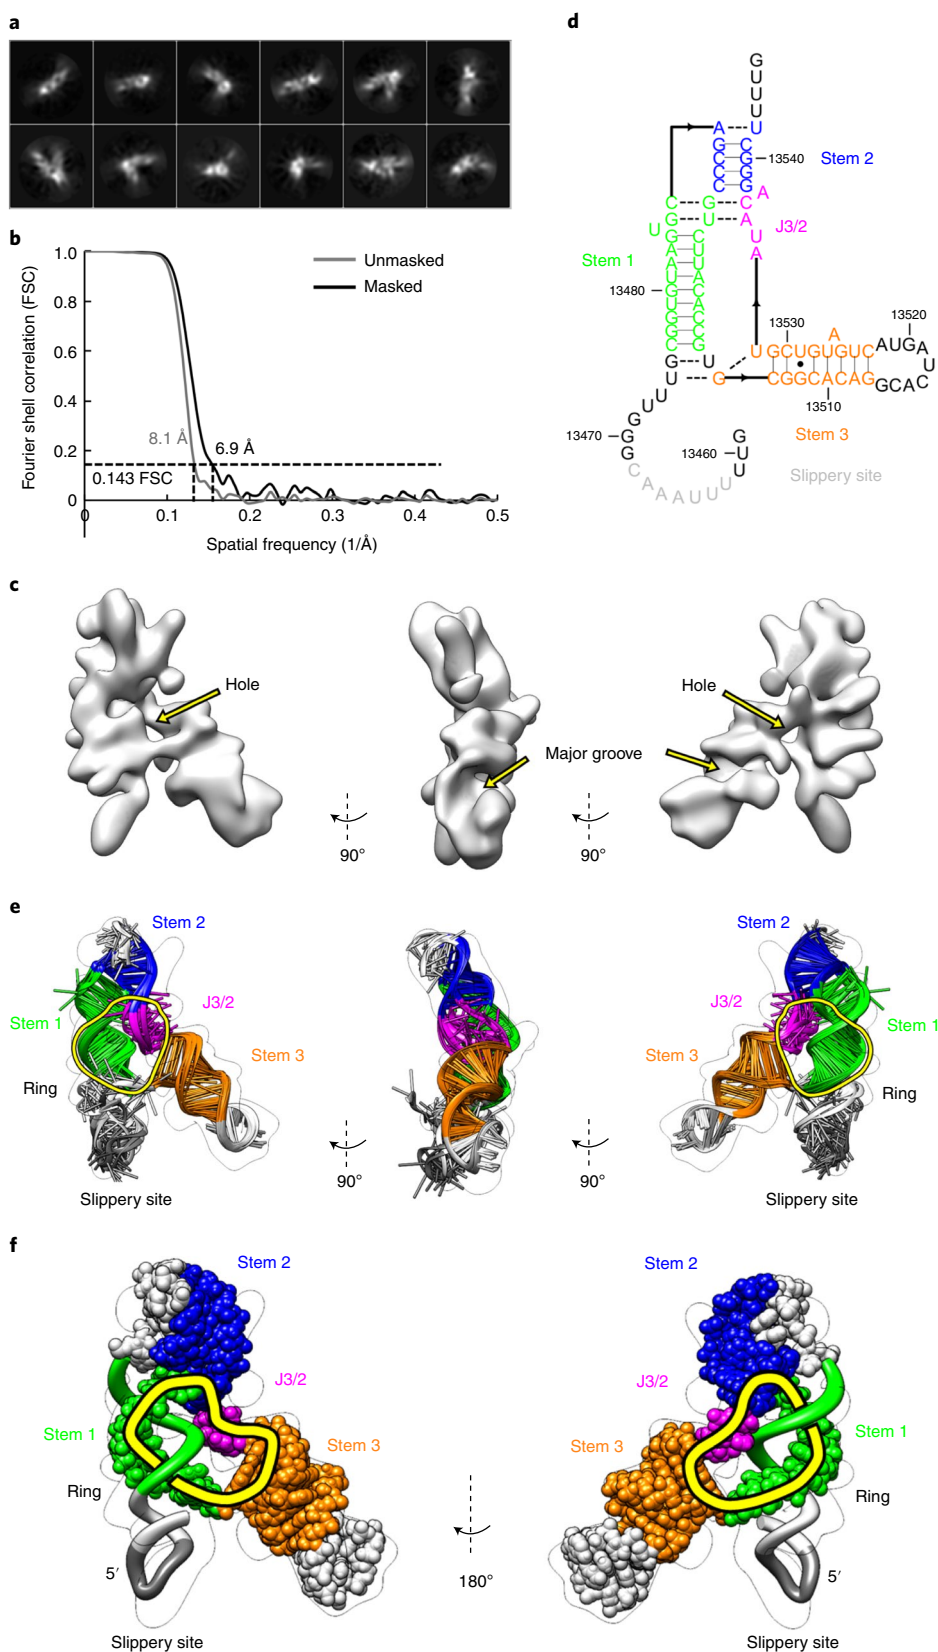 a
b
1.0
0.8
0.6
0.4
0.2
0
0
0.1
0.2
0.3
0.4
0.5
Fourier shell correlation (FSC)
Spatial frequency (1/Å)
Unmasked
Masked
8.1 Å
6.9 Å
0.143 FSC
d
G
U
U
U
A U
G C
C G 13540
C G
C G
Stem 2
A
C G C
G U A
J3/2
U
U
A
U
G C
G U
A U
A A
13480
U C
G A
U C
G C
G C
C G
Stem 1
G U
U
U
U
U
G
G
13470
C A A A U U U
U
U
G
13460
Slippery site
U G C U G U G U C
A
G C G G C A C A G
13530
13510
A U G A U C A C G G
13520
Stem 3
c
Hole
Major groove
Hole
90°
90°
e
Stem 2
J3/2
Stem 1
Stem 3
Ring
Slippery site
90°
90°
Stem 2
J3/2
Stem 1
Stem 3
Ring
Slippery site
f
Stem 2
J3/2
Stem 1
Stem 3
Ring
5′
Slippery site
180°
Stem 2
J3/2
Stem 3
Stem 1
Ring
5′
Slippery site